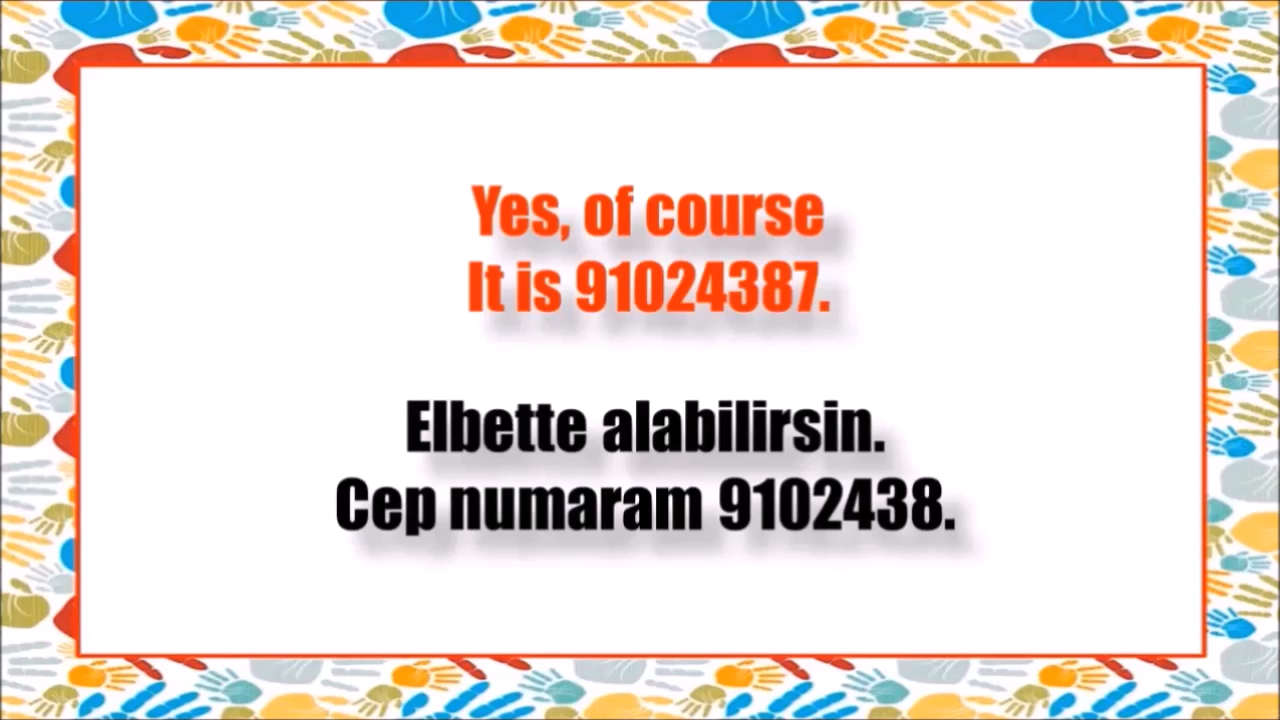 Yes, of course
It is 91024387.
Elbette alabilirsin.
Cep numaram 9102438.